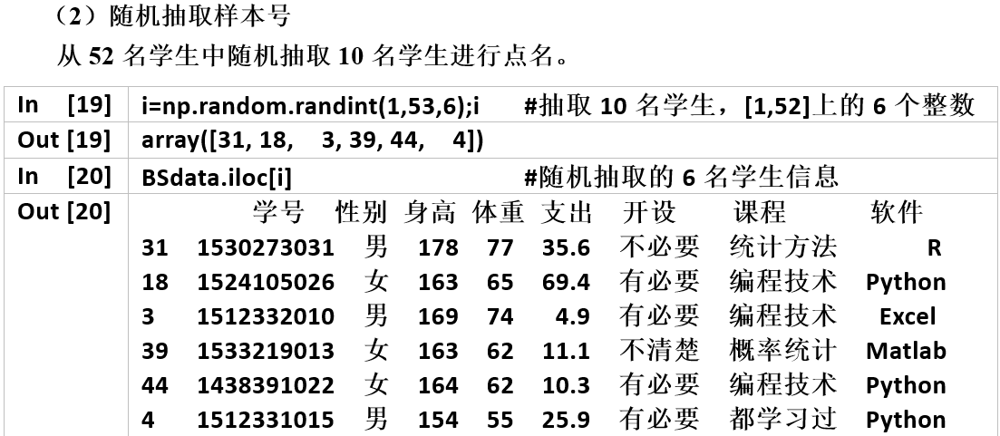 （2）随机抽取样本号
从 52 名学生中随机抽取 10 名学生进行点名。
In [19] i=np.random.randint(1,53,6);i #抽取 10 名学生，[1,52]上的 6 个整数
Out [19] array([31, 18, 3, 39, 44, 4])
In [20] BSdata.iloc[i] #随机抽取的 6 名学生信息
Out [20] 学号 性别 身高 体重 支出 开设 课程 软件
31 1530273031 男 178 77 35.6 不必要 统计方法 R
18 1524105026 女 163 65 69.4 有必要 编程技术 Python
3 1512332010 男 169 74 4.9 有必要 编程技术 Excel
39 1533219013 女 163 62 11.1 不清楚 概率统计 Matlab
44 1438391022 女 164 62 10.3 有必要 编程技术 Python
4 1512331015 男 154 55 25.9 有必要 都学习过 Python